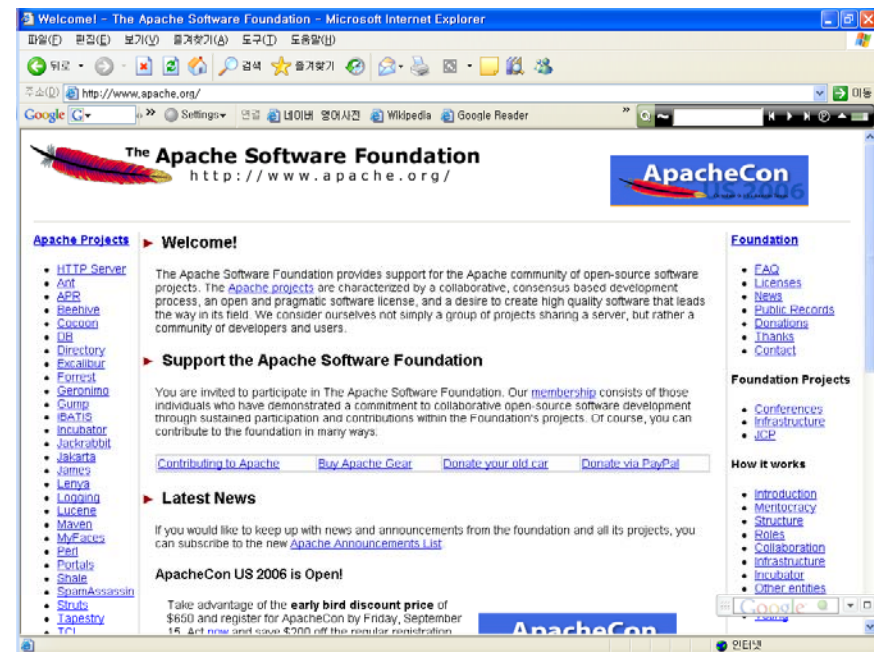 Welcome! - The Apache Software Foundation - Microsoft Internet Explorer
파일(F) 편집(E) 보기(V) 즐겨찾기(A) 도구(T) 도움말(H)
뒤로 검색 즐겨찾기
주소(D) http://www.apache.org/ 이동
Google G Settings 연결 네이버 영어사전 Wikipedia Google Reader
The Apache Software Foundation
http://www.apache.org/
ApacheCon
US 2006
Apache Projects
HTTP Server
Ant
APR
Beehive
Cocoon
DB
Directory
Excalibur
Forrest
Geronimo
Gump
iBATIS
Incubator
Jackrabbit
Jakarta
James
Lenya
Logging
Lucene
Maven
MyFaces
Perl
Portals
Shale
SpamAssassin
Struts
Tapestry
TCL
Welcome!
The Apache Software Foundation provides support for the Apache community of open-source software
projects. The Apache projects are characterized by a collaborative, consensus based development
process, an open and pragmatic software license, and a desire to create high quality software that leads
the way in its field. We consider ourselves not simply a group of projects sharing a server, but rather a
community of developers and users.
Support the Apache Software Foundation
You are invited to participate in The Apache Software Foundation. Our membership consists of those
individuals who have demonstrated a commitment to collaborative open-source software development
through sustained participation and contributions within the Foundation's projects. Of course, you can
contribute to the foundation in many ways:
Contributing to Apache Buy Apache Gear Donate your old car Donate via PayPal
Latest News
If you would like to keep up with news and announcements from the foundation and all its projects, you
can subscribe to the new Apache Announcements List.
ApacheCon US 2006 is Open!
Take advantage of the early bird discount price of
$650 and register for ApacheCon by Friday, September
15. Act now and save $200 off the regular registration
ApacheCon
Foundation
FAQ
Licenses
News
Public Records
Donations
Thanks
Contact
Foundation Projects
Conferences
Infrastructure
JCP
How it works
Introduction
Meritocracy
Structure
Roles
Collaboration
Infrastructure
Incubator
Other entities
Voting
Google
인터넷